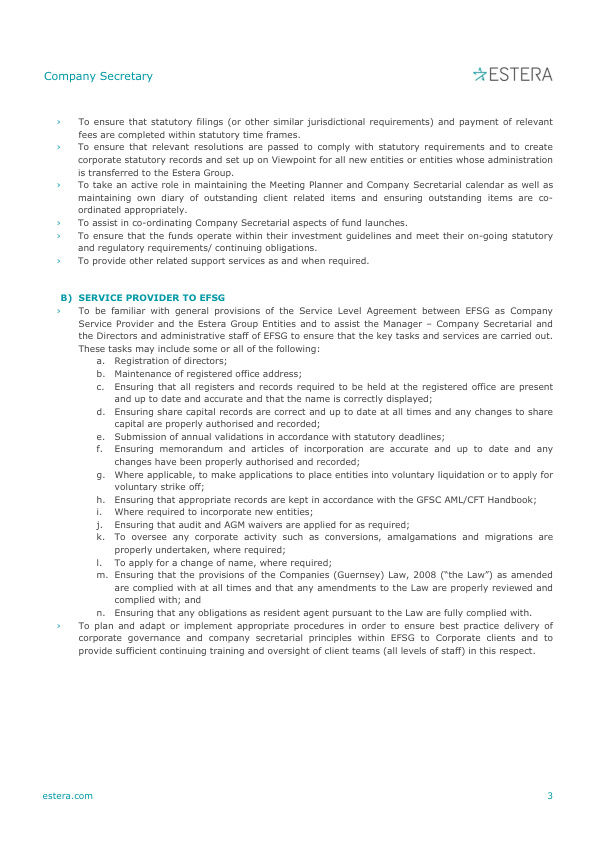 Company Secretary
ESTERA
› To ensure that statutory filings (or other similar jurisdictional requirements) and payment of relevant
fees are completed within statutory time frames.
› To ensure that relevant resolutions are passed to comply with statutory requirements and to create
corporate statutory records and set up on Viewpoint for all new entities or entities whose administration
is transferred to the Estera Group.
› To take an active role in maintaining the Meeting Planner and Company Secretarial calendar as well as
maintaining own diary of outstanding client related items and ensuring outstanding items are co-
ordinated appropriately.
› To assist in co-ordinating Company Secretarial aspects of fund launches.
› To ensure that the funds operate within their investment guidelines and meet their on-going statutory
and regulatory requirements/ continuing obligations.
› To provide other related support services as and when required.
B) SERVICE PROVIDER TO EFSG
› To be familiar with general provisions of the Service Level Agreement between EFSG as Company
Service Provider and the Estera Group Entities and to assist the Manager – Company Secretarial and
the Directors and administrative staff of EFSG to ensure that the key tasks and services are carried out.
These tasks may include some or all of the following:
a. Registration of directors;
b. Maintenance of registered office address;
c. Ensuring that all registers and records required to be held at the registered office are present
and up to date and accurate and that the name is correctly displayed;
d. Ensuring share capital records are correct and up to date at all times and any changes to share
capital are properly authorised and recorded;
e. Submission of annual validations in accordance with statutory deadlines;
f. Ensuring memorandum and articles of incorporation are accurate and up to date and any
changes have been properly authorised and recorded;
g. Where applicable, to make applications to place entities into voluntary liquidation or to apply for
voluntary strike off;
h. Ensuring that appropriate records are kept in accordance with the GFSC AML/CFT Handbook;
i. Where required to incorporate new entities;
j. Ensuring that audit and AGM waivers are applied for as required;
k. To oversee any corporate activity such as conversions, amalgamations and migrations are
properly undertaken, where required;
l. To apply for a change of name, where required;
m. Ensuring that the provisions of the Companies (Guernsey) Law, 2008 (“the Law”) as amended
are complied with at all times and that any amendments to the Law are properly reviewed and
complied with; and
n. Ensuring that any obligations as resident agent pursuant to the Law are fully complied with.
› To plan and adapt or implement appropriate procedures in order to ensure best practice delivery of
corporate governance and company secretarial principles within EFSG to Corporate clients and to
provide sufficient continuing training and oversight of client teams (all levels of staff) in this respect.
estera.com
3